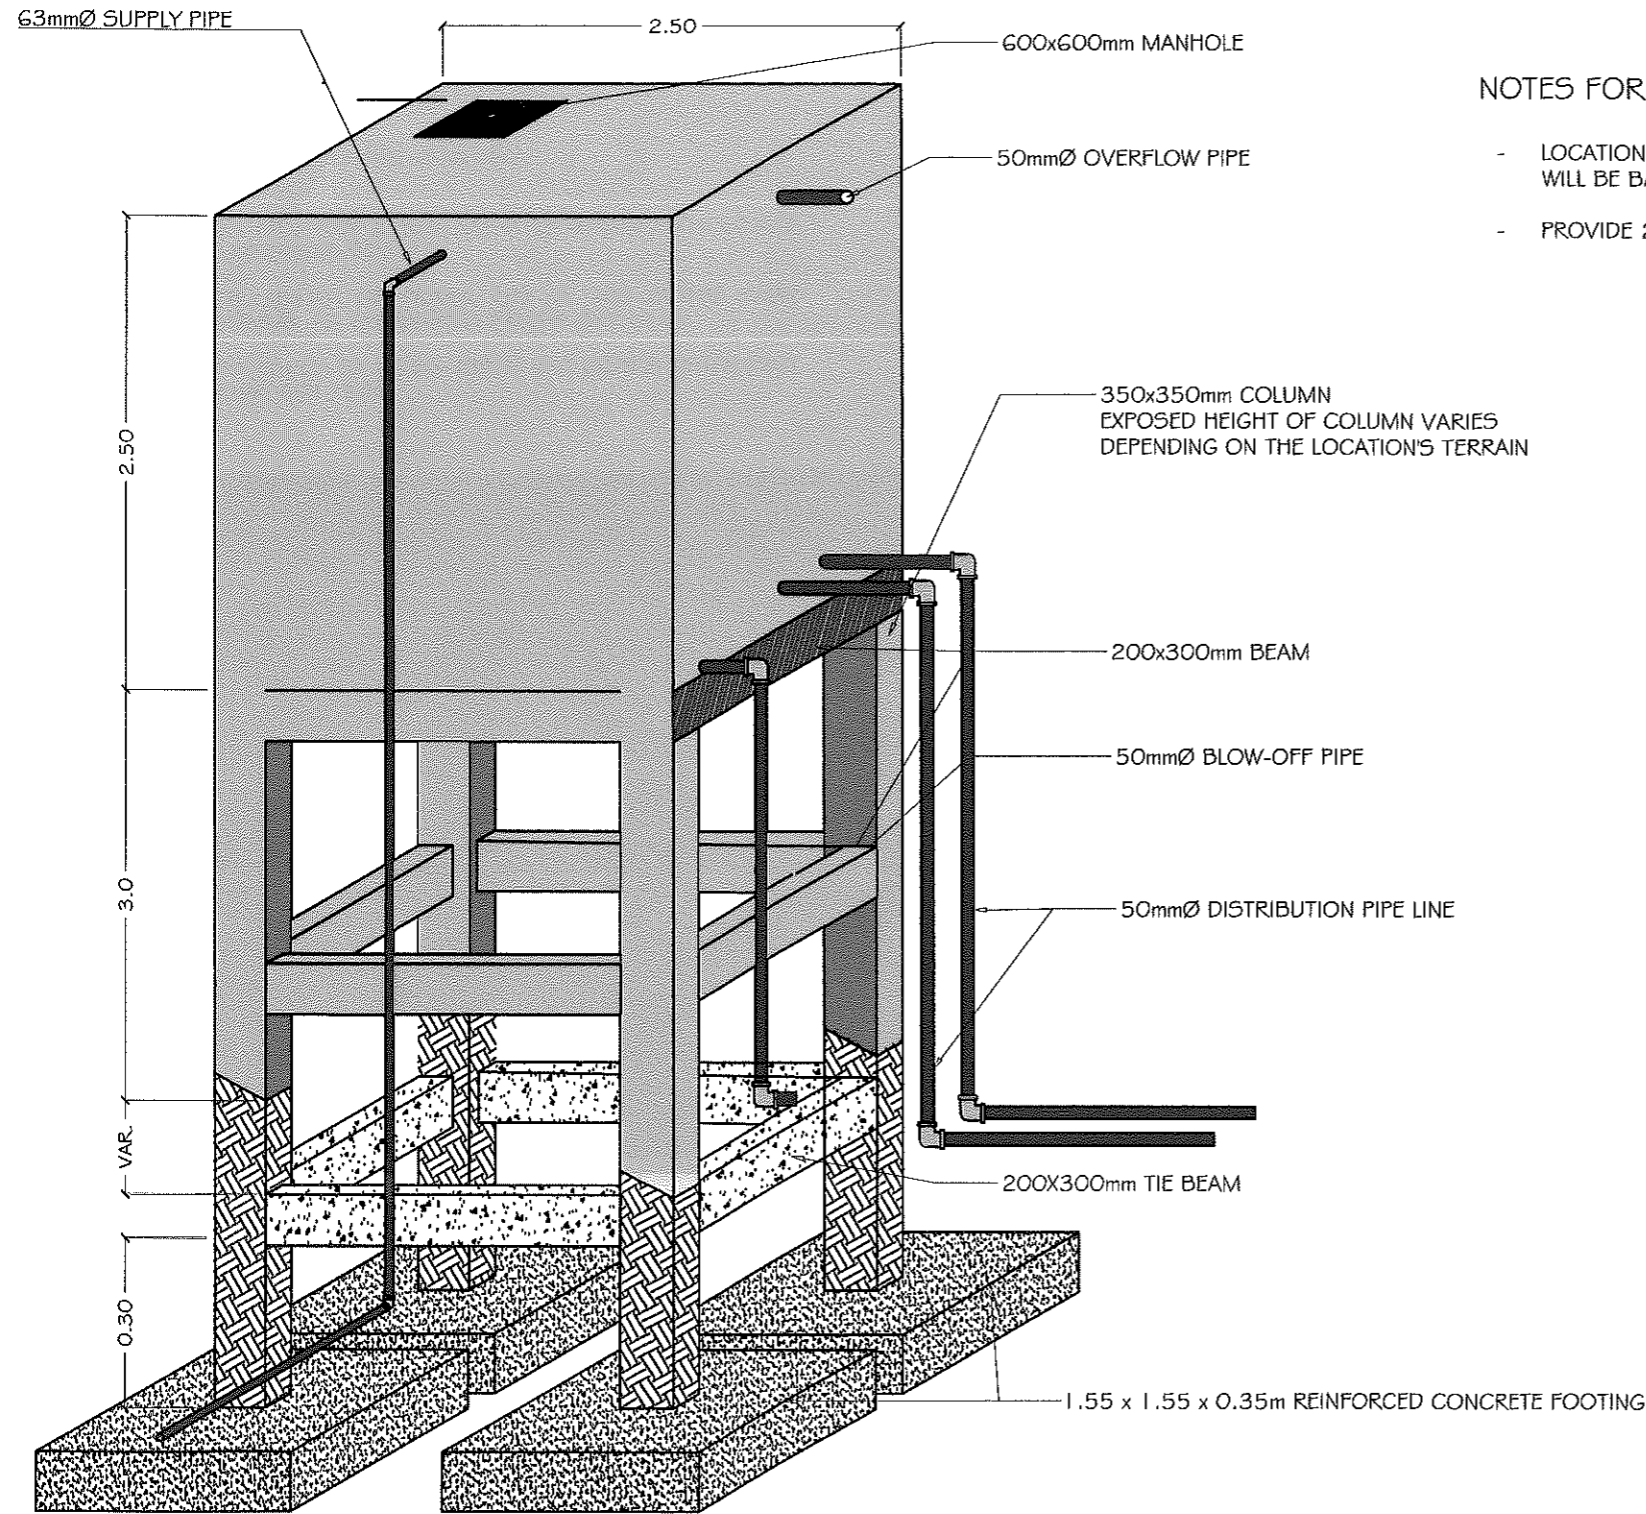 63mmØ SUPPLY PIPE
2.50
600x600mm MANHOLE
NOTES FOR
50mmØ OVERFLOW PIPE
- LOCATION
WILL BE
- PROVIDE
350x350mm COLUMN
EXPOSED HEIGHT OF COLUMN VARIES
DEPENDING ON THE LOCATION'S TERRAIN
2.50
200x300mm BEAM
50mmØ BLOW-OFF PIPE
3.0
50mmØ DISTRIBUTION PIPE LINE
VAR.
200X300mm TIE BEAM
0.30
1.55 x 1.55 x 0.35m REINFORCED CONCRETE FOOTING